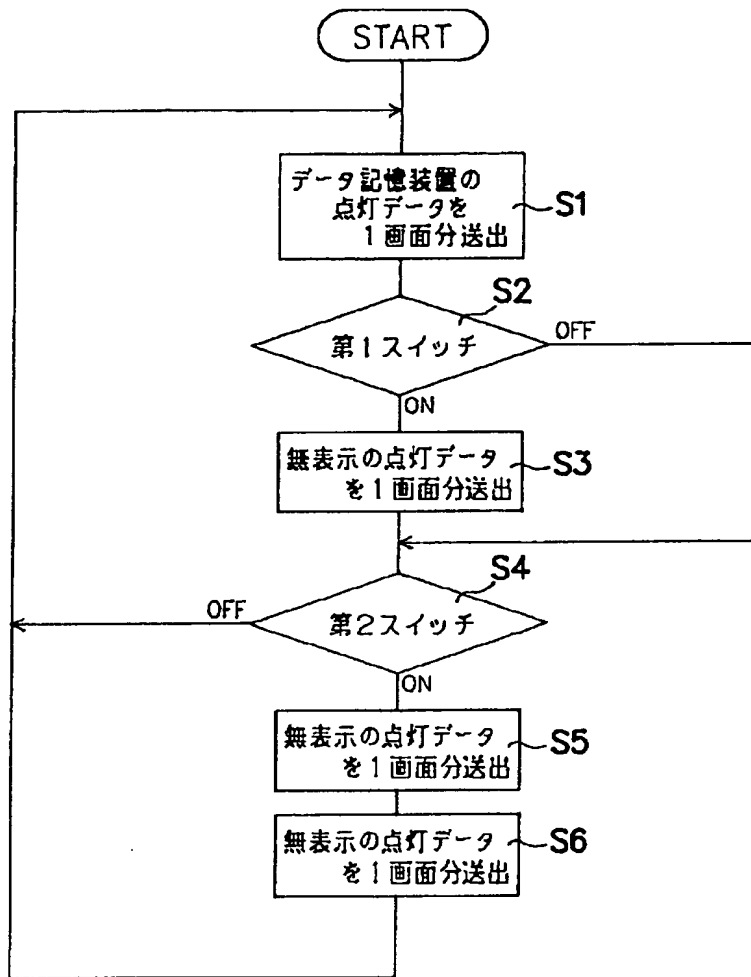 START
データ記憶装置の
点灯データを
1画面分送出
S1
S2
第1スイッチ
OFF
ON
無表示の点灯データ
を1画面分送出
S3
S4
OFF
第2スイッチ
ON
無表示の点灯データ
を1画面分送出
S5
無表示の点灯データ
を1画面分送出
S6